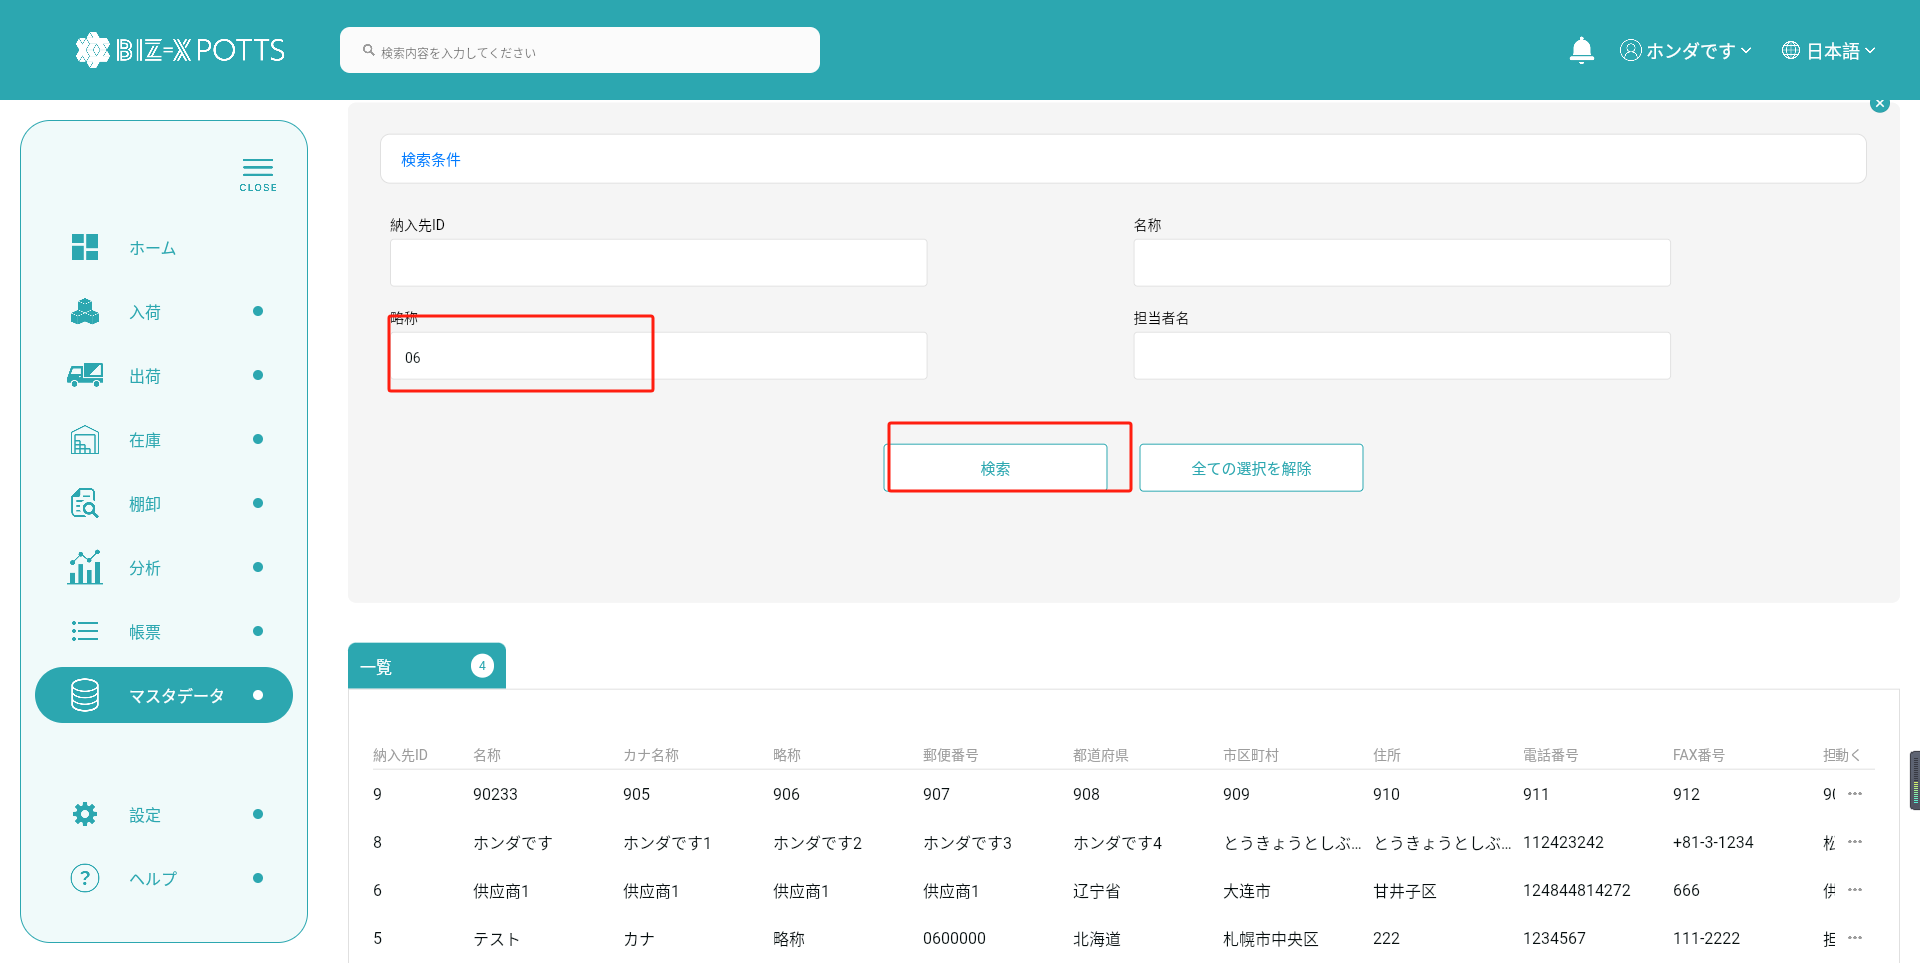 BIZ-X POTTS
検索内容を入力してください
ホンダです
日本語
CLOSE
ホーム
入荷
出荷
在庫
棚卸
分析
帳票
マスタデータ
設定
ヘルプ
検索条件
納入先ID
名称
略称
担当者名
06
検索
全ての選択を解除
一覧 4
納入先ID 名称 カナ名称 略称 郵便番号 都道府県 市区町村 住所 電話番号 FAX番号 担 動く
9 90233 905 906 907 908 909 910 911 912 90 ...
8 ホンダです ホンダです1 ホンダです2 ホンダです3 ホンダです4 とうきょうとしぶ... とうきょうとしぶ... 112423242 +81-3-1234 松 ...
6 供应商1 供应商1 供应商1 供应商1 辽宁省 大连市 甘井子区 124844814272 666 供 ...
5 テスト カナ 略称 0600000 北海道 札幌市中央区 222 1234567 111-2222 担 ...